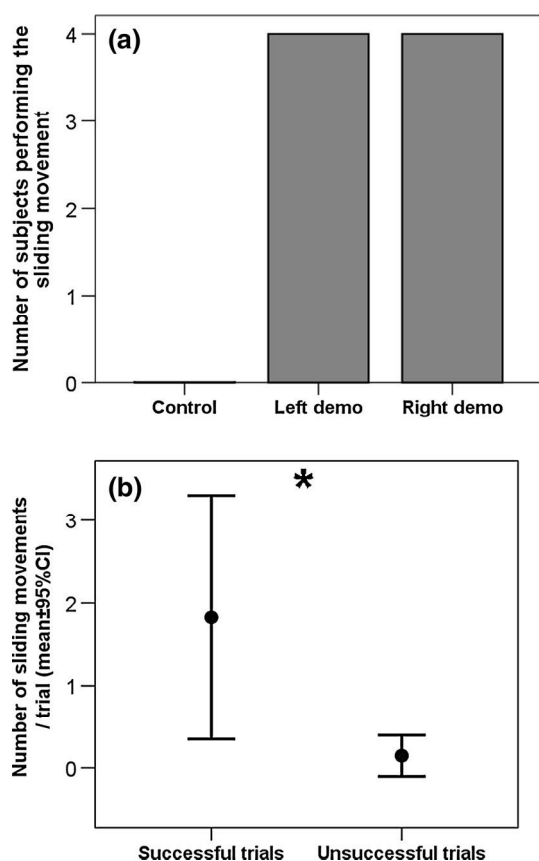 (a)
Number of subjects performing the
sliding movement
4
3
2
1
0
Control Left demo Right demo
(b)
*
Number of sliding movements
/ trial (mean±95%CI)
3
2
1
0
Successful trials Unsuccessful trials